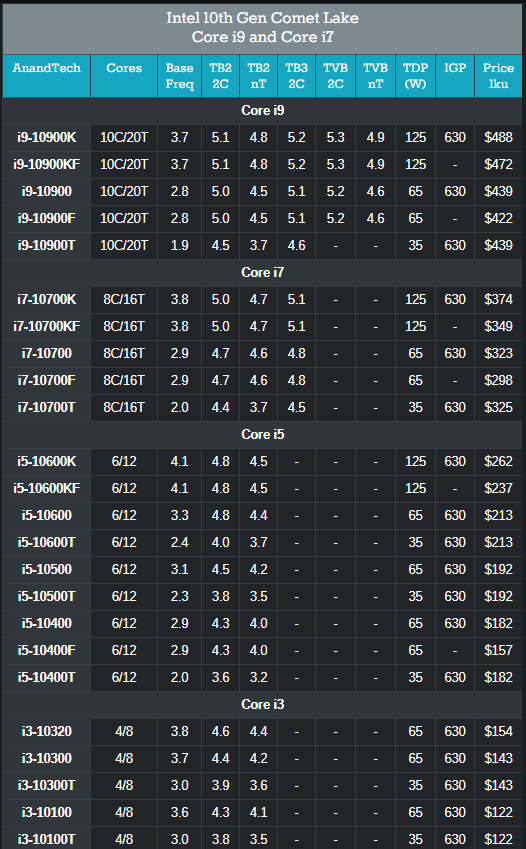 Intel 10th Gen Comet Lake
Core i9 and Core i7
AnandTech Cores Base Freq TB2 2C TB2 nT TB3 2C TVB 2C TVB nT TDP (W) IGP Price 1ku
Core i9
i9-10900K 10C/20T 3.7 5.1 4.8 5.2 5.3 4.9 125 630 $488
i9-10900KF 10C/20T 3.7 5.1 4.8 5.2 5.3 4.9 125 - $472
i9-10900 10C/20T 2.8 5.0 4.5 5.1 5.2 4.6 65 630 $439
i9-10900F 10C/20T 2.8 5.0 4.5 5.1 5.2 4.6 65 - $422
i9-10900T 10C/20T 1.9 4.5 3.7 4.6 - - 35 630 $439
Core i7
i7-10700K 8C/16T 3.8 5.0 4.7 5.1 - - 125 630 $374
i7-10700KF 8C/16T 3.8 5.0 4.7 5.1 - - 125 - $349
i7-10700 8C/16T 2.9 4.7 4.6 4.8 - - 65 630 $323
i7-10700F 8C/16T 2.9 4.7 4.6 4.8 - - 65 - $298
i7-10700T 8C/16T 2.0 4.4 3.7 4.5 - - 35 630 $325
Core i5
i5-10600K 6/12 4.1 4.8 4.5 - - - 125 630 $262
i5-10600KF 6/12 4.1 4.8 4.5 - - - 125 - $237
i5-10600 6/12 3.3 4.8 4.4 - - - 65 630 $213
i5-10600T 6/12 2.4 4.0 3.7 - - - 35 630 $213
i5-10500 6/12 3.1 4.5 4.2 - - - 65 630 $192
i5-10500T 6/12 2.3 3.8 3.5 - - - 35 630 $192
i5-10400 6/12 2.9 4.3 4.0 - - - 65 630 $182
i5-10400F 6/12 2.9 4.3 4.0 - - - 65 - $157
i5-10400T 6/12 2.0 3.6 3.2 - - - 35 630 $182
Core i3
i3-10320 4/8 3.8 4.6 4.4 - - - 65 630 $154
i3-10300 4/8 3.7 4.4 4.2 - - - 65 630 $143
i3-10300T 4/8 3.0 3.9 3.6 - - - 35 630 $143
i3-10100 4/8 3.6 4.3 4.1 - - - 65 630 $122
i3-10100T 4/8 3.0 3.8 3.5 - - - 35 630 $122